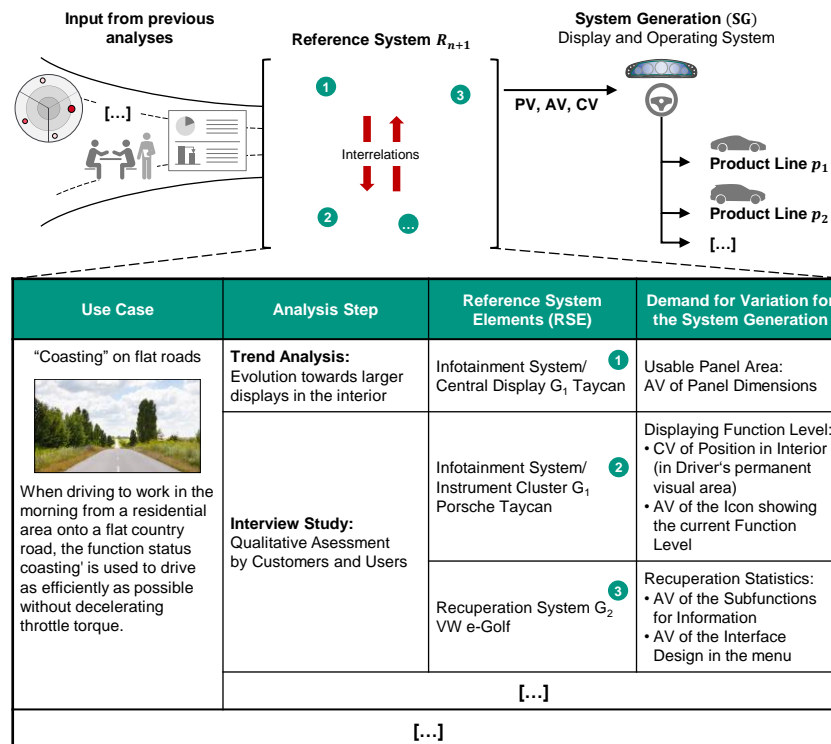 Input from previous
analyses
[...]
Reference System R_{n+1}
1
3
Interrelations
2
...
System Generation (SG)
Display and Operating System
PV, AV, CV
Product Line p_1
Product Line p_2
[...]
Use Case
Analysis Step
Reference System
Elements (RSE)
Demand for Variation for
the System Generation
“Coasting” on flat roads
When driving to work in the
morning from a residential
area onto a flat country
road, the function status
coasting' is used to drive
as efficiently as possible
without decelerating
throttle torque.
Trend Analysis:
Evolution towards larger
displays in the interior
Infotainment System/
Central Display G₁ Taycan
1
Usable Panel Area:
AV of Panel Dimensions
Interview Study:
Qualitative Asessment
by Customers and Users
Infotainment System/
Instrument Cluster G₁
Porsche Taycan
2
Displaying Function Level:
• CV of Position in Interior
(in Driver‘s permanent
visual area)
• AV of the Icon showing
the current Function
Level
Recuperation System G₂
VW e-Golf
3
Recuperation Statistics:
• AV of the Subfunctions
for Information
• AV of the Interface
Design in the menu
[...]
[...]